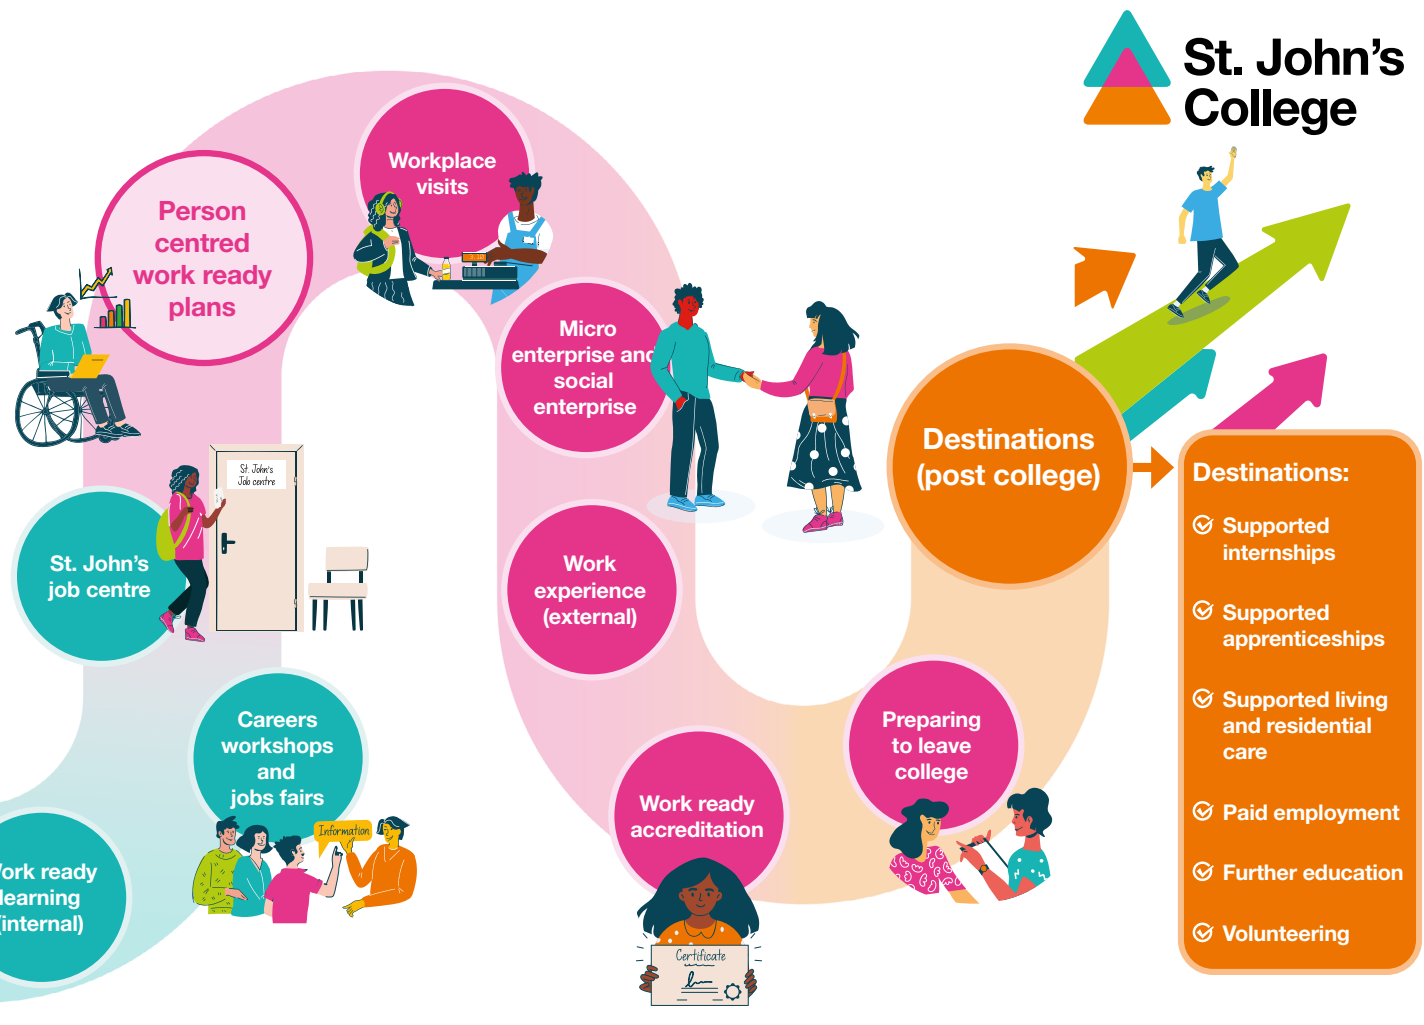 St. John's
College
Workplace
visits
Person
centred
work ready
plans
Micro
enterprise and
social
enterprise
St. John's
Job centre
St. John's
job centre
Work
experience
(external)
Careers
workshops
and
jobs fairs
Information
ork ready
learning
(internal)
Work ready
accreditation
Certificate
Preparing
to leave
college
Destinations
(post college)
Destinations:
Supported
internships
Supported
apprenticeships
Supported living
and residential
care
Paid employment
Further education
Volunteering